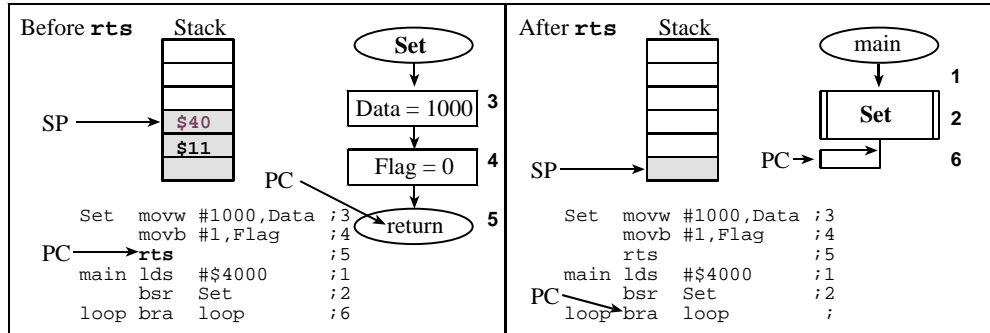 Before rts
Stack
SP
$40
$11
Set
Data = 1000
3
Flag = 0
4
PC
return
5
Set movw #1000,Data ;3
movb #1,Flag ;4
PC
rts ;5
main lds #$4000 ;1
bsr Set ;2
loop bra loop ;6
After rts
Stack
SP
main
1
Set
2
PC
6
Set movw #1000,Data ;3
movb #1,Flag ;4
rts ;5
main lds #$4000 ;1
bsr Set ;2
PC
loop bra loop ;